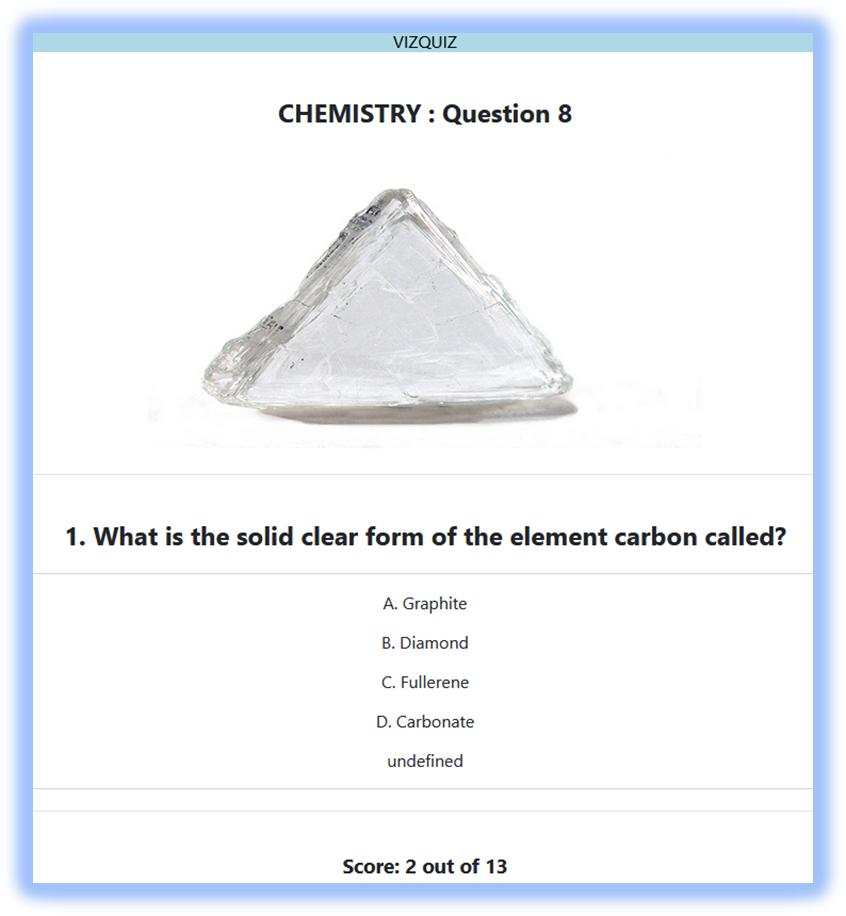 VIZQUIZ
CHEMISTRY : Question 8
1. What is the solid clear form of the element carbon called?
A. Graphite
B. Diamond
C. Fullerene
D. Carbonate
undefined
Score: 2 out of 13